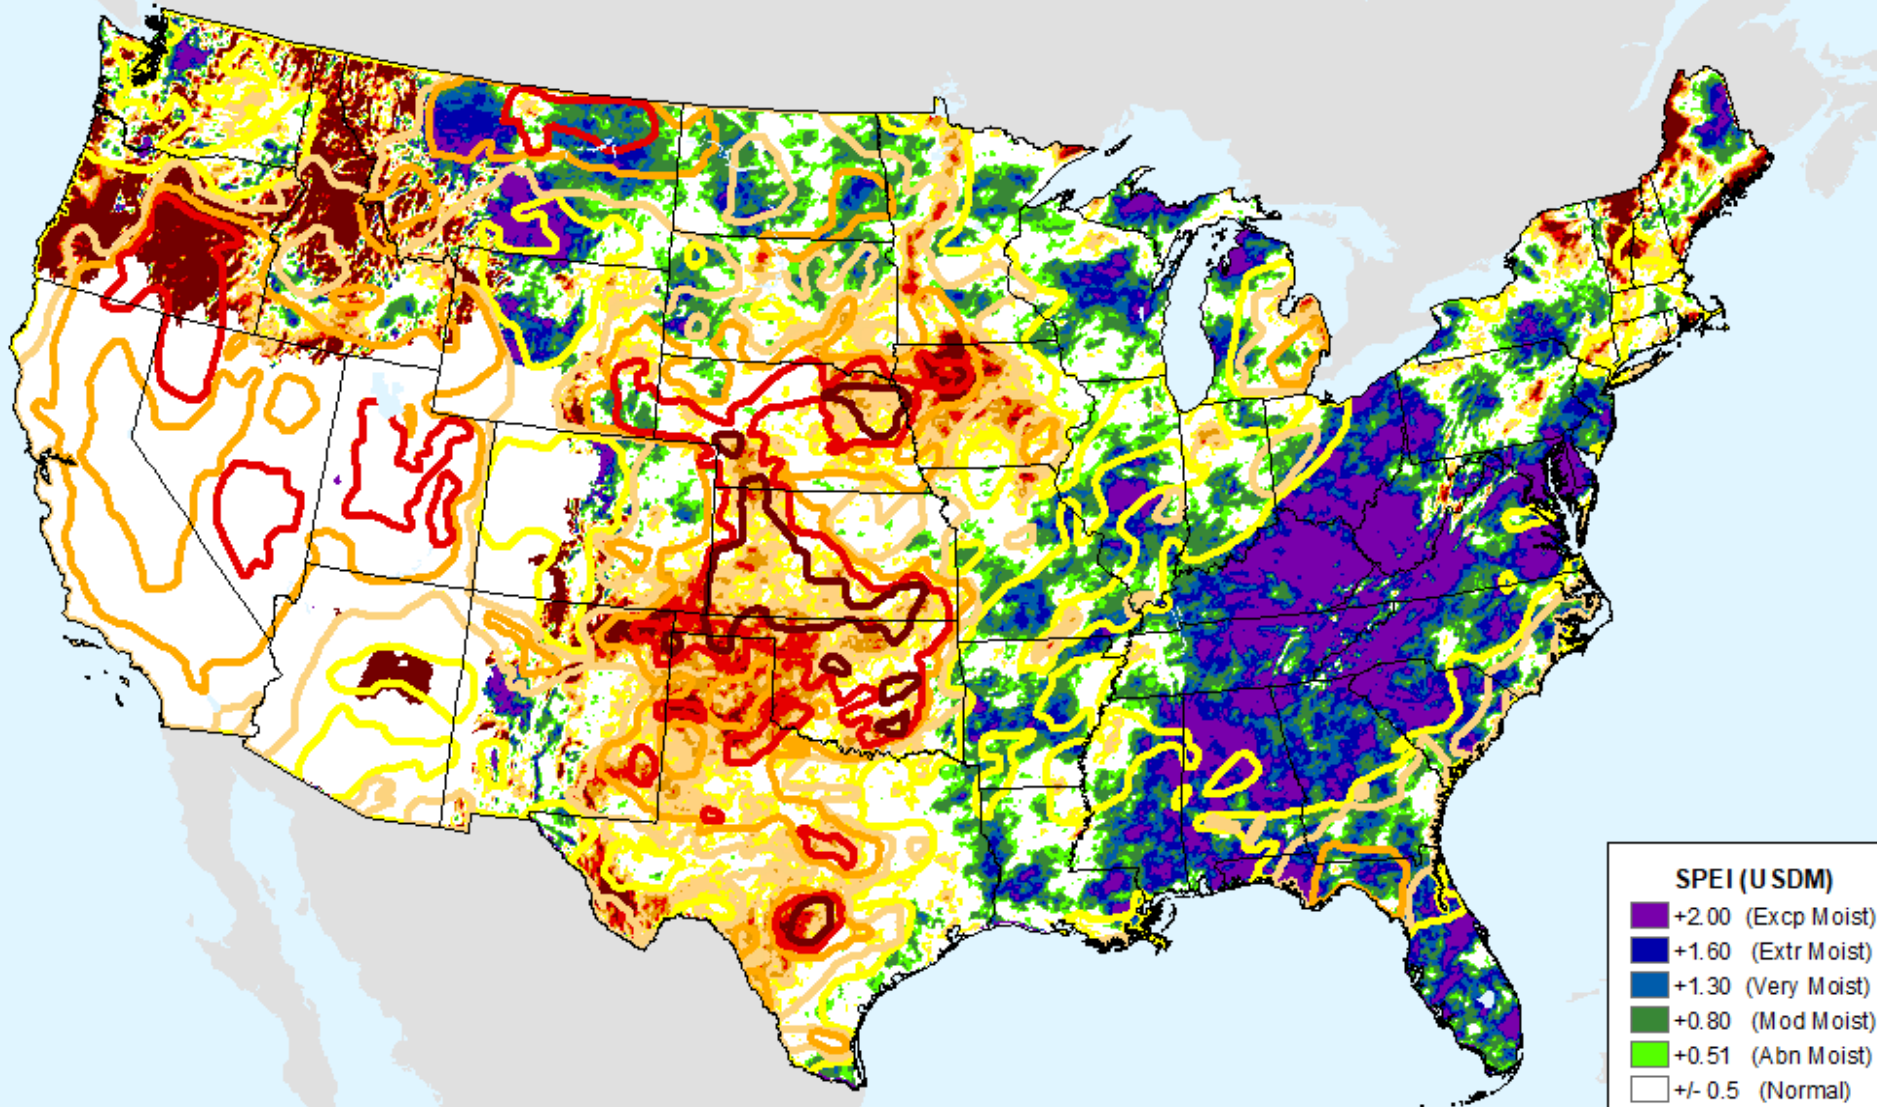 SPEI (USDM)
+2.00 (Excp Moist)
+1.60 (Extr Moist)
+1.30 (Very Moist)
+0.80 (Mod Moist)
+0.51 (Abn Moist)
+/- 0.5 (Normal)